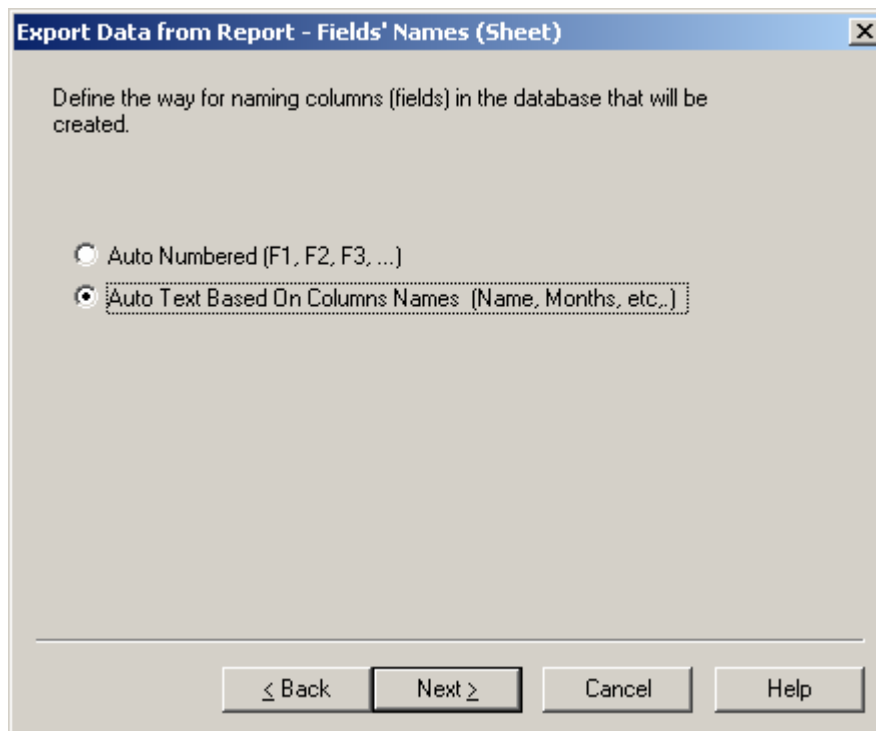 Export Data from Report - Fields' Names (Sheet)
Define the way for naming columns (fields) in the database that will be
created.
Auto Numbered (F1, F2, F3, ...)
Auto Text Based On Columns Names  (Name, Months, etc,.)
< Back
Next >
Cancel
Help